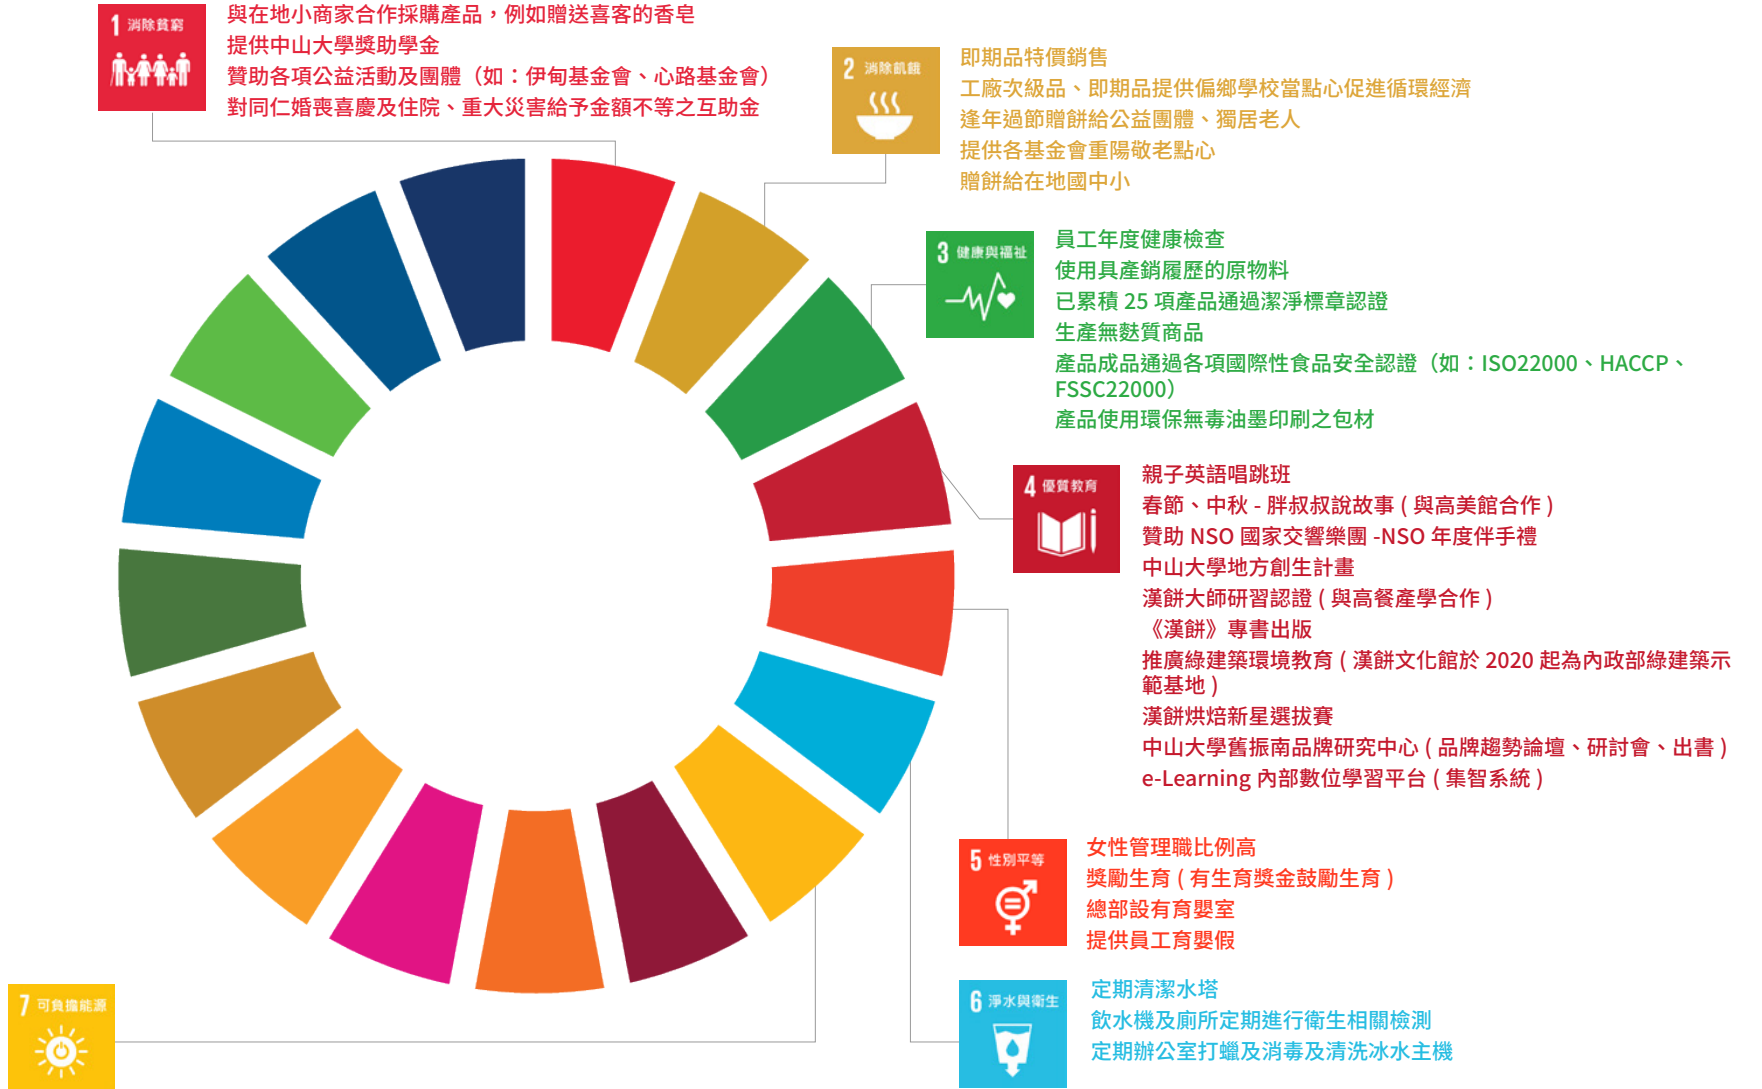 1 消除貧窮
與在地小商家合作採購產品，例如贈送喜客的香皂
提供中山大學獎助學金
贊助各項公益活動及團體（如：伊甸基金會、心路基金會）
對同仁婚喪喜慶及住院、重大災害給予金額不等之互助金
2 消除飢餓
即期品特價銷售
工廠次級品、即期品提供偏鄉學校當點心促進循環經濟
逢年過節贈餅給公益團體、獨居老人
提供各基金會重陽敬老點心
贈餅給在地國中小
3 健康與福祉
員工年度健康檢查
使用具產銷履歷的原物料
已累積 25 項產品通過潔淨標章認證
生產無麩質商品
產品成品通過各項國際性食品安全認證（如：ISO22000、HACCP、
FSSC22000）
產品使用環保無毒油墨印刷之包材
4 優質教育
親子英語唱跳班
春節、中秋 - 胖叔叔說故事 ( 與高美館合作 )
贊助 NSO 國家交響樂團 -NSO 年度伴手禮
中山大學地方創生計畫
漢餅大師研習認證 ( 與高餐產學合作 )
《漢餅》專書出版
推廣綠建築環境教育 ( 漢餅文化館於 2020 起為內政部綠建築示
範基地 )
漢餅烘焙新星選拔賽
中山大學舊振南品牌研究中心 ( 品牌趨勢論壇、研討會、出書 )
e-Learning 內部數位學習平台 ( 集智系統 )
5 性別平等
女性管理職比例高
獎勵生育 ( 有生育獎金鼓勵生育 )
總部設有育嬰室
提供員工育嬰假
6 淨水與衛生
定期清潔水塔
飲水機及廁所定期進行衛生相關檢測
定期辦公室打蠟及消毒及清洗冰水主機
7 可負擔能源